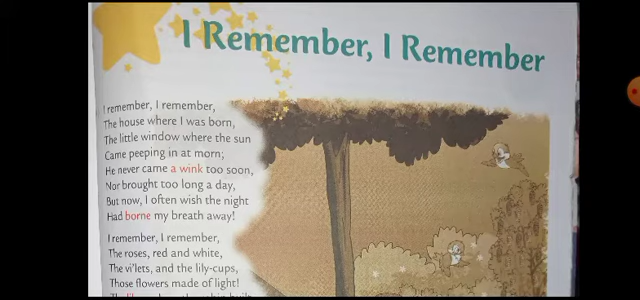 I Remember, I Remember
I remember, I remember,
The house where I was born,
The little window where the sun
Came peeping in at morn;
He never came a wink too soon,
Nor brought too long a day,
But now, I often wish the night
Had borne my breath away!
I remember, I remember,
The roses, red and white,
The vi'lets, and the lily-cups,
Those flowers made of light!